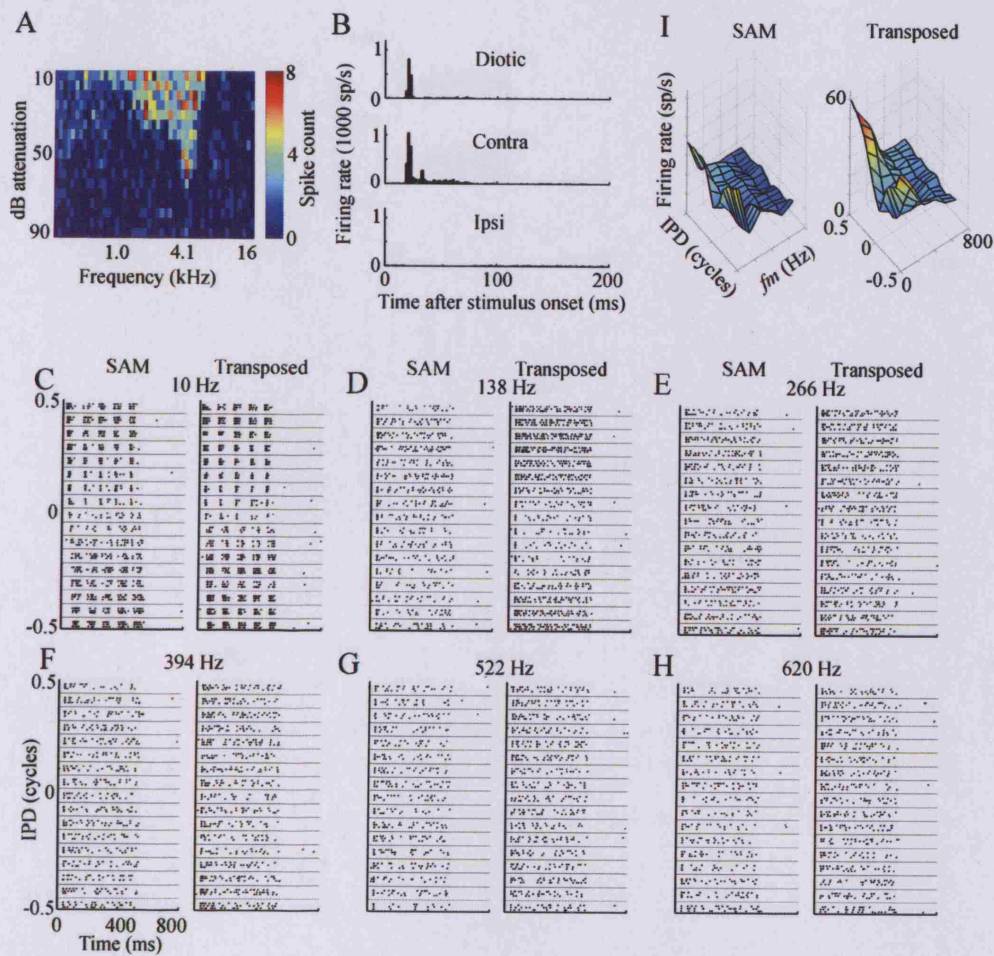 A
10
50
90
dB attenuation
1.0
4.1
16
Frequency (kHz)
8
4
0
Spike count
B
1
0
1
0
1
0
Firing rate (1000 sp/s)
Diotic
Contra
Ipsi
0
100
200
Time after stimulus onset (ms)
I
SAM
Transposed
Firing rate (sp/s)
60
0
0.5
0
-0.5
0
800
IPD (cycles)
fm (Hz)
C
SAM
Transposed
10 Hz
0.5
0
-0.5
D
SAM
Transposed
138 Hz
E
SAM
Transposed
266 Hz
F
394 Hz
0.5
0
-0.5
IPD (cycles)
0
400
800
Time (ms)
G
522 Hz
H
620 Hz